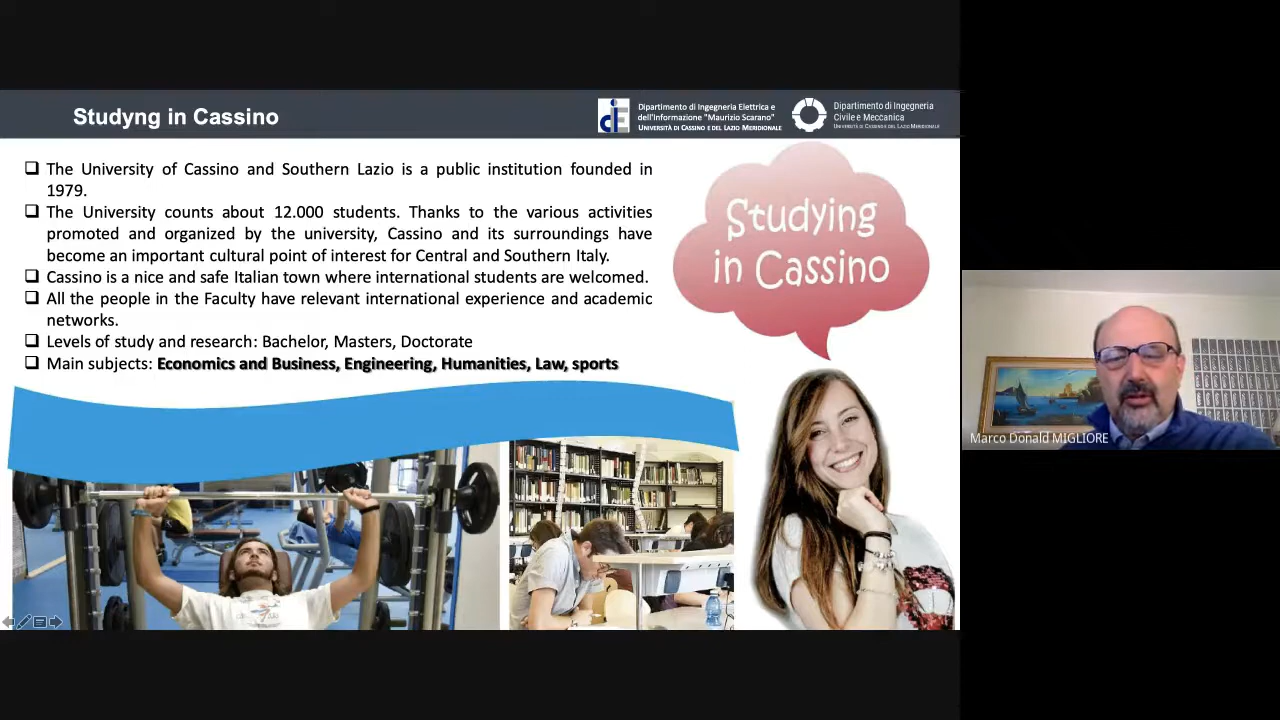 Studyng in Cassino
Dipartimento di Ingegneria Elettrica e
dell'Informazione "Maurizio Scarano"
UNIVERSITÀ DI CASSINO E DEL LAZIO MERIDIONALE
Dipartimento di Ingegneria
Civile e Meccanica
UNIVERSITÀ DI CASSINO E DEL LAZIO MERIDIONALE
The University of Cassino and Southern Lazio is a public institution founded in
1979.
The University counts about 12.000 students. Thanks to the various activities
promoted and organized by the university, Cassino and its surroundings have
become an important cultural point of interest for Central and Southern Italy.
Cassino is a nice and safe Italian town where international students are welcomed.
All the people in the Faculty have relevant international experience and academic
networks.
Levels of study and research: Bachelor, Masters, Doctorate
Main subjects: Economics and Business, Engineering, Humanities, Law, sports
Studying
in Cassino
Marco Donald MIGLIORE